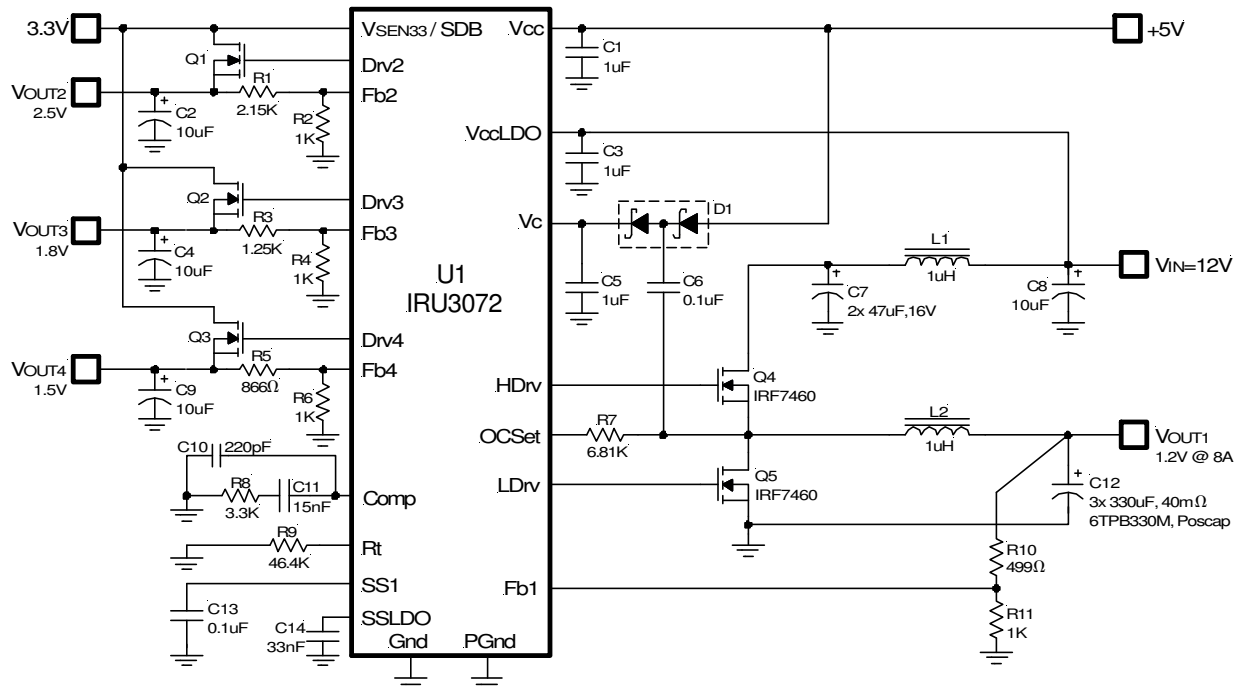 3.3V
VSEN33 / SDB
Vcc
+5V
Q1
Drv2
C1
1uF
VOUT2
2.5V
R1
2.15K
Fb2
C2
10uF
R2
1K
VccLDO
C3
1uF
Q2
Drv3
Vc
D1
VOUT3
1.8V
R3
1.25K
Fb3
C4
10uF
R4
1K
U1
IRU3072
C5
1uF
C6
0.1uF
L1
1uH
VIN=12V
C7
2x 47uF,16V
C8
10uF
Q3
Drv4
VOUT4
1.5V
R5
866Ω
Fb4
C9
10uF
R6
1K
HDrv
Q4
IRF7460
OCSet
R7
6.81K
L2
1uH
VOUT1
1.2V @ 8A
C10
220pF
R8
3.3K
C11
15nF
Comp
LDrv
Q5
IRF7460
C12
3x 330uF, 40mΩ
6TPB330M, Poscap
R9
46.4K
Rt
R10
499Ω
SS1
Fb1
C13
0.1uF
R11
1K
SSLDO
C14
33nF
Gnd
PGnd